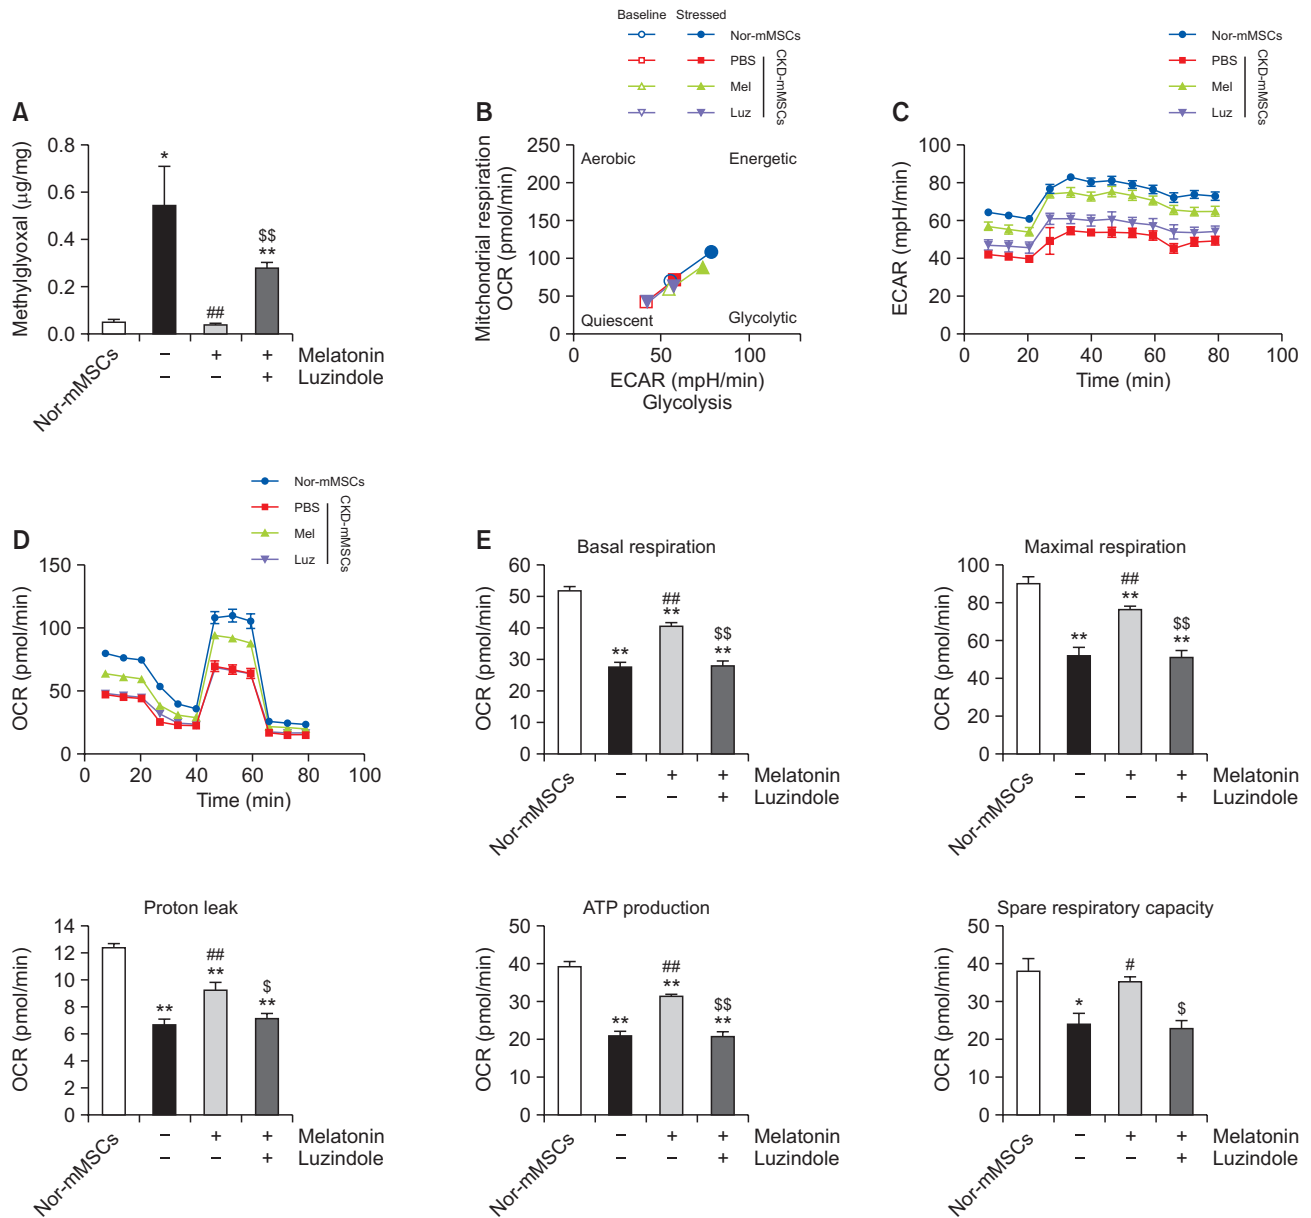 Baseline Stressed
Nor-mMSCs
PBS
Mel
Luz
CKD-mMSCs
Nor-mMSCs
PBS
Mel
Luz
CKD-mMSCs
A
Methylglyoxal (μg/mg)
0.8
0.6
0.4
0.2
0.0
*
##
$$
**
Nor-mMSCs
− + + Melatonin
− − + Luzindole
B
Mitchondrial respiration
OCR (pmol/min)
250
200
150
100
50
0
Aerobic Energetic
Quiescent Glycolytic
0 50 100
ECAR (mpH/min)
Glycolysis
C
ECAR (mpH/min)
100
80
60
40
20
0
0 20 40 60 80 100
Time (min)
Nor-mMSCs
PBS
Mel
Luz
CKD-mMSCs
D
OCR (pmol/min)
150
100
50
0
0 20 40 60 80 100
Time (min)
E
Basal respiration
OCR (pmol/min)
60
50
40
30
20
10
0
**
##
**
$$
**
Nor-mMSCs
− + + Melatonin
− − + Luzindole
Maximal respiration
OCR (pmol/min)
100
80
60
40
60
0
**
##
**
$$
**
Nor-mMSCs
− + + Melatonin
− − + Luzindole
Proton leak
OCR (pmol/min)
14
12
10
8
6
4
2
0
**
##
**
$
**
Nor-mMSCs
− + + Melatonin
− − + Luzindole
ATP production
OCR (pmol/min)
50
40
30
20
10
0
**
##
**
$$
**
Nor-mMSCs
− + + Melatonin
− − + Luzindole
Spare respiratory capacity
OCR (pmol/min)
50
40
30
20
10
0
*
#
$
Nor-mMSCs
− + + Melatonin
− − + Luzindole